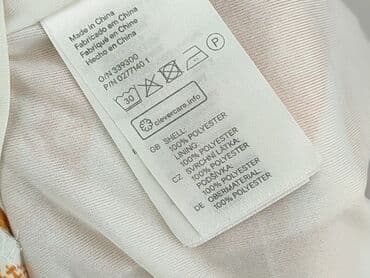 Made in China
Fabricado em China
Fabriqué en Chine
Hecho en China
O/N 339300
P/N 0277140 1
30
P
clevercare.info
GB SHELL:
100% POLYESTER
LINING:
100% POLYESTER
CZ SVRCHNÍ LÁTKA:
100% POLYESTER
PODŠÍVKA:
100% POLYESTER
DE OBERMATERIAL:
100% POLYESTER